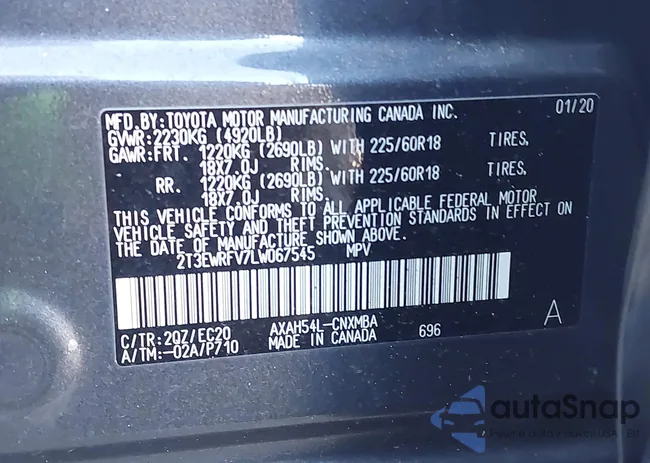 MFD.BY:TOYOTA MOTOR MANUFACTURING CANADA INC. 01/20
GVWR:2230KG (4920LB)
GAWR:FRT. 1220KG (2690LB) WITH 225/60R18 TIRES,
18X7.0J RIMS,
RR. 1220KG (2690LB) WITH 225/60R18 TIRES,
18X7.0J RIMS.
THIS VEHICLE CONFORMS TO ALL APPLICABLE FEDERAL MOTOR
VEHICLE SAFETY AND THEFT PREVENTION STANDARDS IN EFFECT ON
THE DATE OF MANUFACTURE SHOWN ABOVE.
2T3EWRFV7LW067545 MPV
C/TR:2QZ/EC20 AXAH54L-CNXMBA A
A/TM:-02A/P710 MADE IN CANADA 696
autoSnap